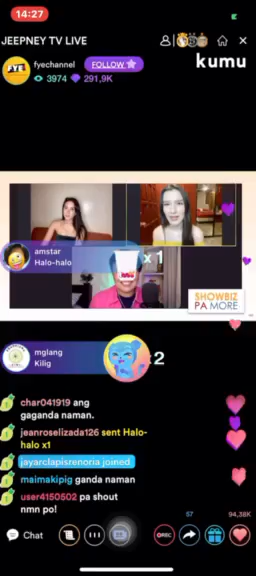 14:27
JEEPNEY TV LIVE
fyechannel
FOLLOW
3974 291,9K
kumu
FYE
amstar
Halo-halo
x 1
SHOWBIZ
PA MORE
mglang
Kilig
2
char041919 ang
gaganda naman.
jeanroselizada126 sent Halo-
halo x1
jayarclapisrenoria joined
maimakipig ganda naman
user4150502 pa shout
nmn po!
57
94,38K
Chat
REC